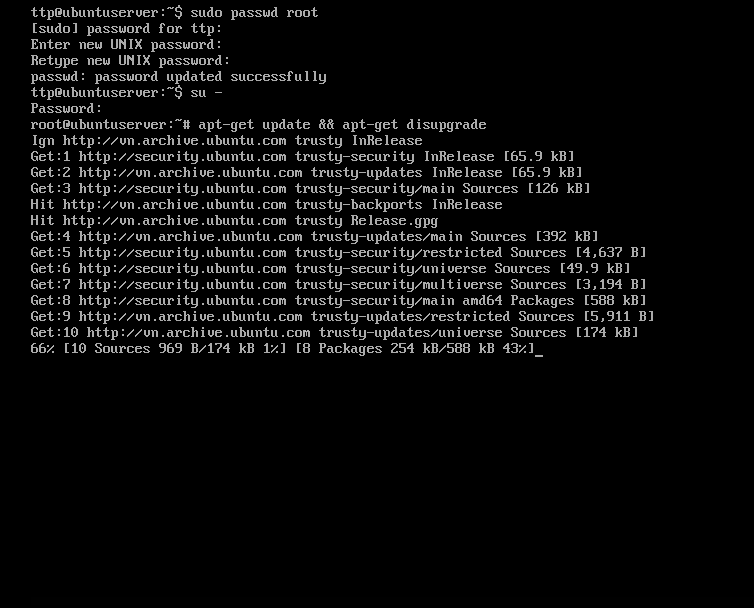 ttp@ubuntuserver:~$ sudo passwd root
[sudo] password for ttp:
Enter new UNIX password:
Retype new UNIX password:
passwd: password updated successfully
ttp@ubuntuserver:~$ su -
Password:
root@ubuntuserver:~# apt-get update && apt-get disupgrade
Ign http://vn.archive.ubuntu.com trusty InRelease
Get:1 http://security.ubuntu.com trusty-security InRelease [65.9 kB]
Get:2 http://vn.archive.ubuntu.com trusty-updates InRelease [65.9 kB]
Get:3 http://security.ubuntu.com trusty-security/main Sources [126 kB]
Hit http://vn.archive.ubuntu.com trusty-backports InRelease
Hit http://vn.archive.ubuntu.com trusty Release.gpg
Get:4 http://vn.archive.ubuntu.com trusty-updates/main Sources [392 kB]
Get:5 http://security.ubuntu.com trusty-security/restricted Sources [4,637 B]
Get:6 http://security.ubuntu.com trusty-security/universe Sources [49.9 kB]
Get:7 http://security.ubuntu.com trusty-security/multiverse Sources [3,194 B]
Get:8 http://security.ubuntu.com trusty-security/main amd64 Packages [588 kB]
Get:9 http://vn.archive.ubuntu.com trusty-updates/restricted Sources [5,911 B]
Get:10 http://vn.archive.ubuntu.com trusty-updates/universe Sources [174 kB]
66% [10 Sources 969 B/174 kB 1%] [8 Packages 254 kB/588 kB 43%]_